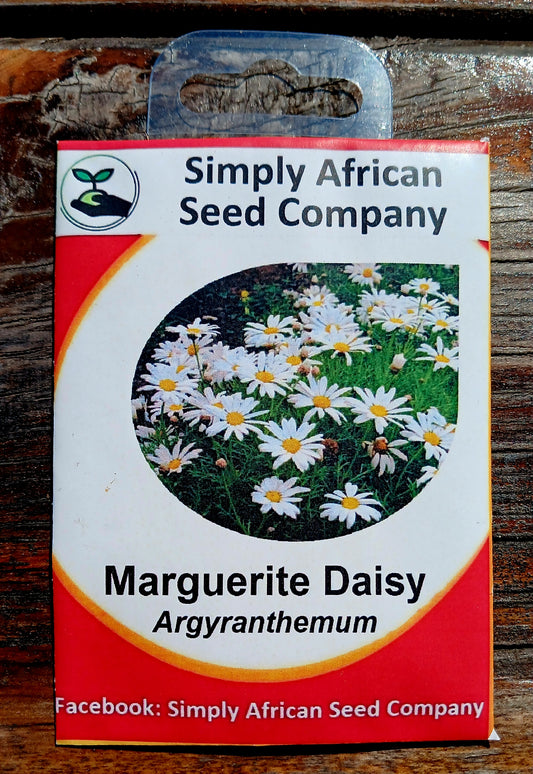 Simply African
Seed Company
Marguerite Daisy
Argyranthemum
Facebook: Simply African Seed Company